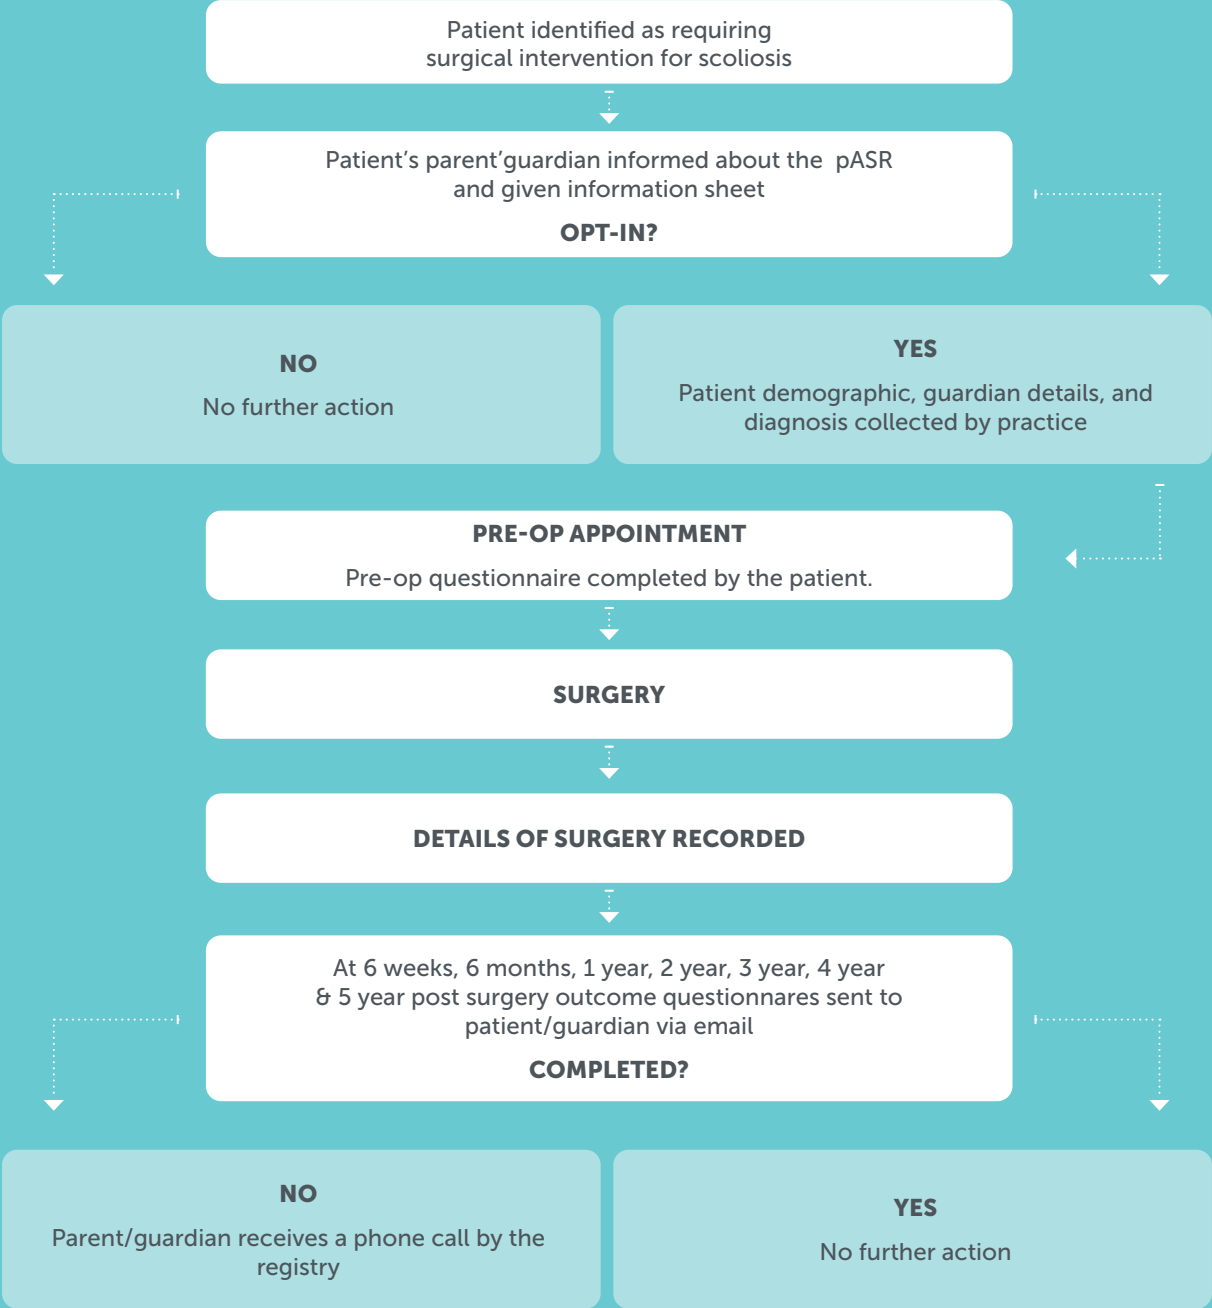 Patient identified as requiring
surgical intervention for scoliosis
Patient's parent'guardian informed about the pASR
and given information sheet
OPT-IN?
NO
No further action
YES
Patient demographic, guardian details, and
diagnosis collected by practice
PRE-OP APPOINTMENT
Pre-op questionnaire completed by the patient.
SURGERY
DETAILS OF SURGERY RECORDED
At 6 weeks, 6 months, 1 year, 2 year, 3 year, 4 year
& 5 year post surgery outcome questionnares sent to
patient/guardian via email
COMPLETED?
NO
Parent/guardian receives a phone call by the
registry
YES
No further action